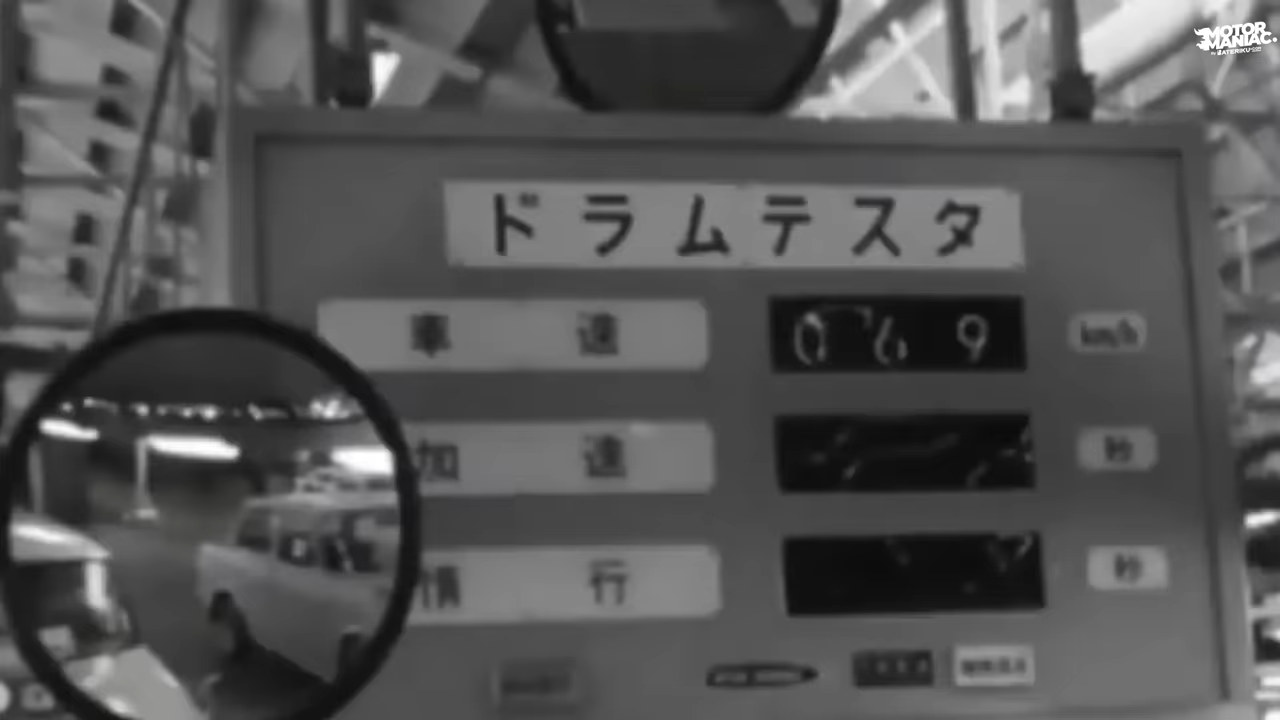 MOTOR
MANIAC.
ドラムテスタ
車 速 069 km/h
加 速 秒
惰 行 秒